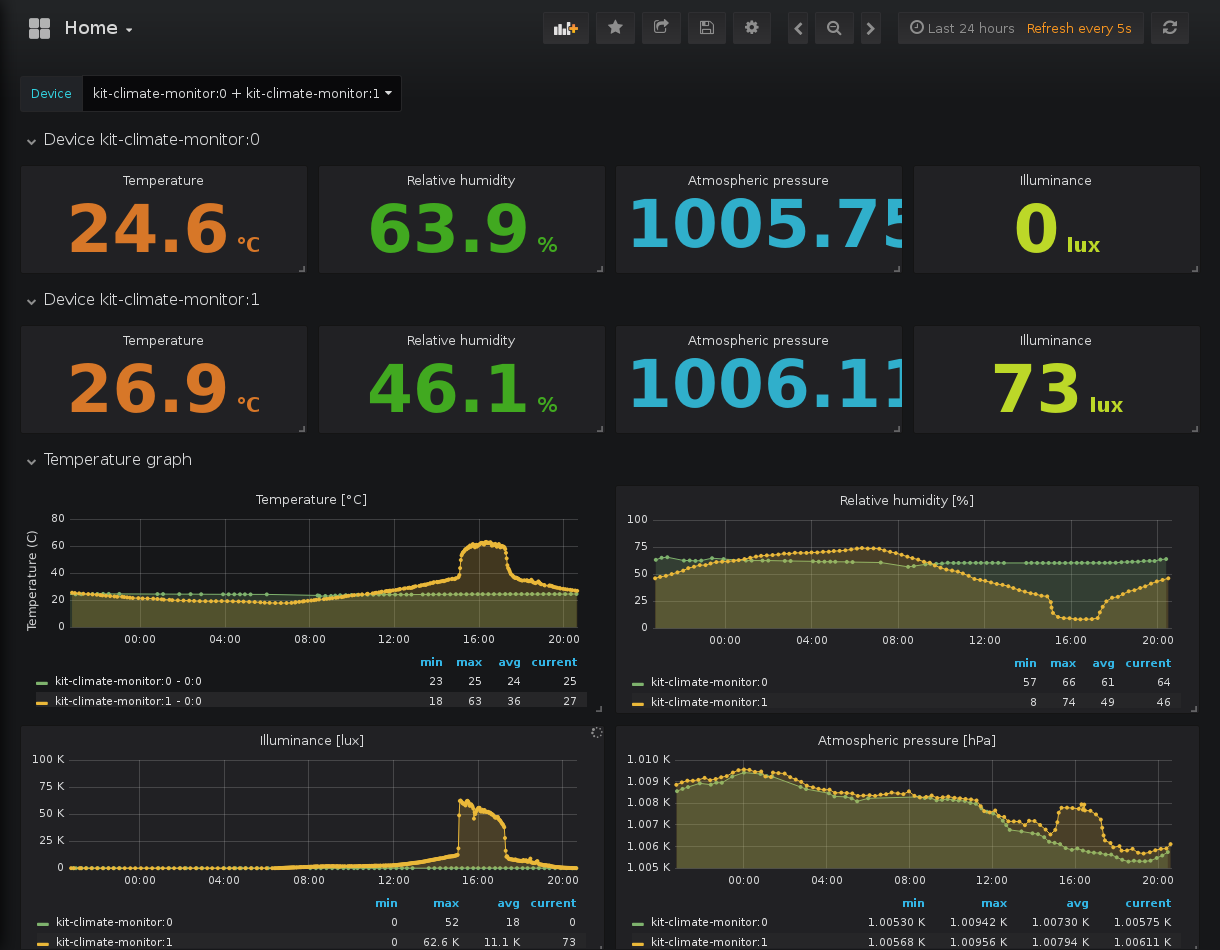 Home
Last 24 hours Refresh every 5s
Device kit-climate-monitor:0 + kit-climate-monitor:1
Device kit-climate-monitor:0
Temperature Relative humidity Atmospheric pressure Illuminance
24.6 °C 63.9 % 1005.75 0 lux
Device kit-climate-monitor:1
Temperature Relative humidity Atmospheric pressure Illuminance
26.9 °C 46.1 % 1006.11 73 lux
Temperature graph
Temperature [°C]
Temperature (C)
80
60
40
20
0
00:00 04:00 08:00 12:00 16:00 20:00
min max avg current
kit-climate-monitor:0 - 0:0 23 25 24 25
kit-climate-monitor:1 - 0:0 18 63 36 27
Relative humidity [%]
100
75
50
25
0
00:00 04:00 08:00 12:00 16:00 20:00
min max avg current
kit-climate-monitor:0 57 66 61 64
kit-climate-monitor:1 8 74 49 46
Illuminance [lux]
100 K
75 K
50 K
25 K
0
00:00 04:00 08:00 12:00 16:00 20:00
min max avg current
kit-climate-monitor:0 0 52 18 0
kit-climate-monitor:1 0 62.6 K 11.1 K 73
Atmospheric pressure [hPa]
1.010 K
1.009 K
1.008 K
1.007 K
1.006 K
1.005 K
00:00 04:00 08:00 12:00 16:00 20:00
min max avg current
kit-climate-monitor:0 1.00530 K 1.00942 K 1.00730 K 1.00575 K
kit-climate-monitor:1 1.00568 K 1.00956 K 1.00794 K 1.00611 K